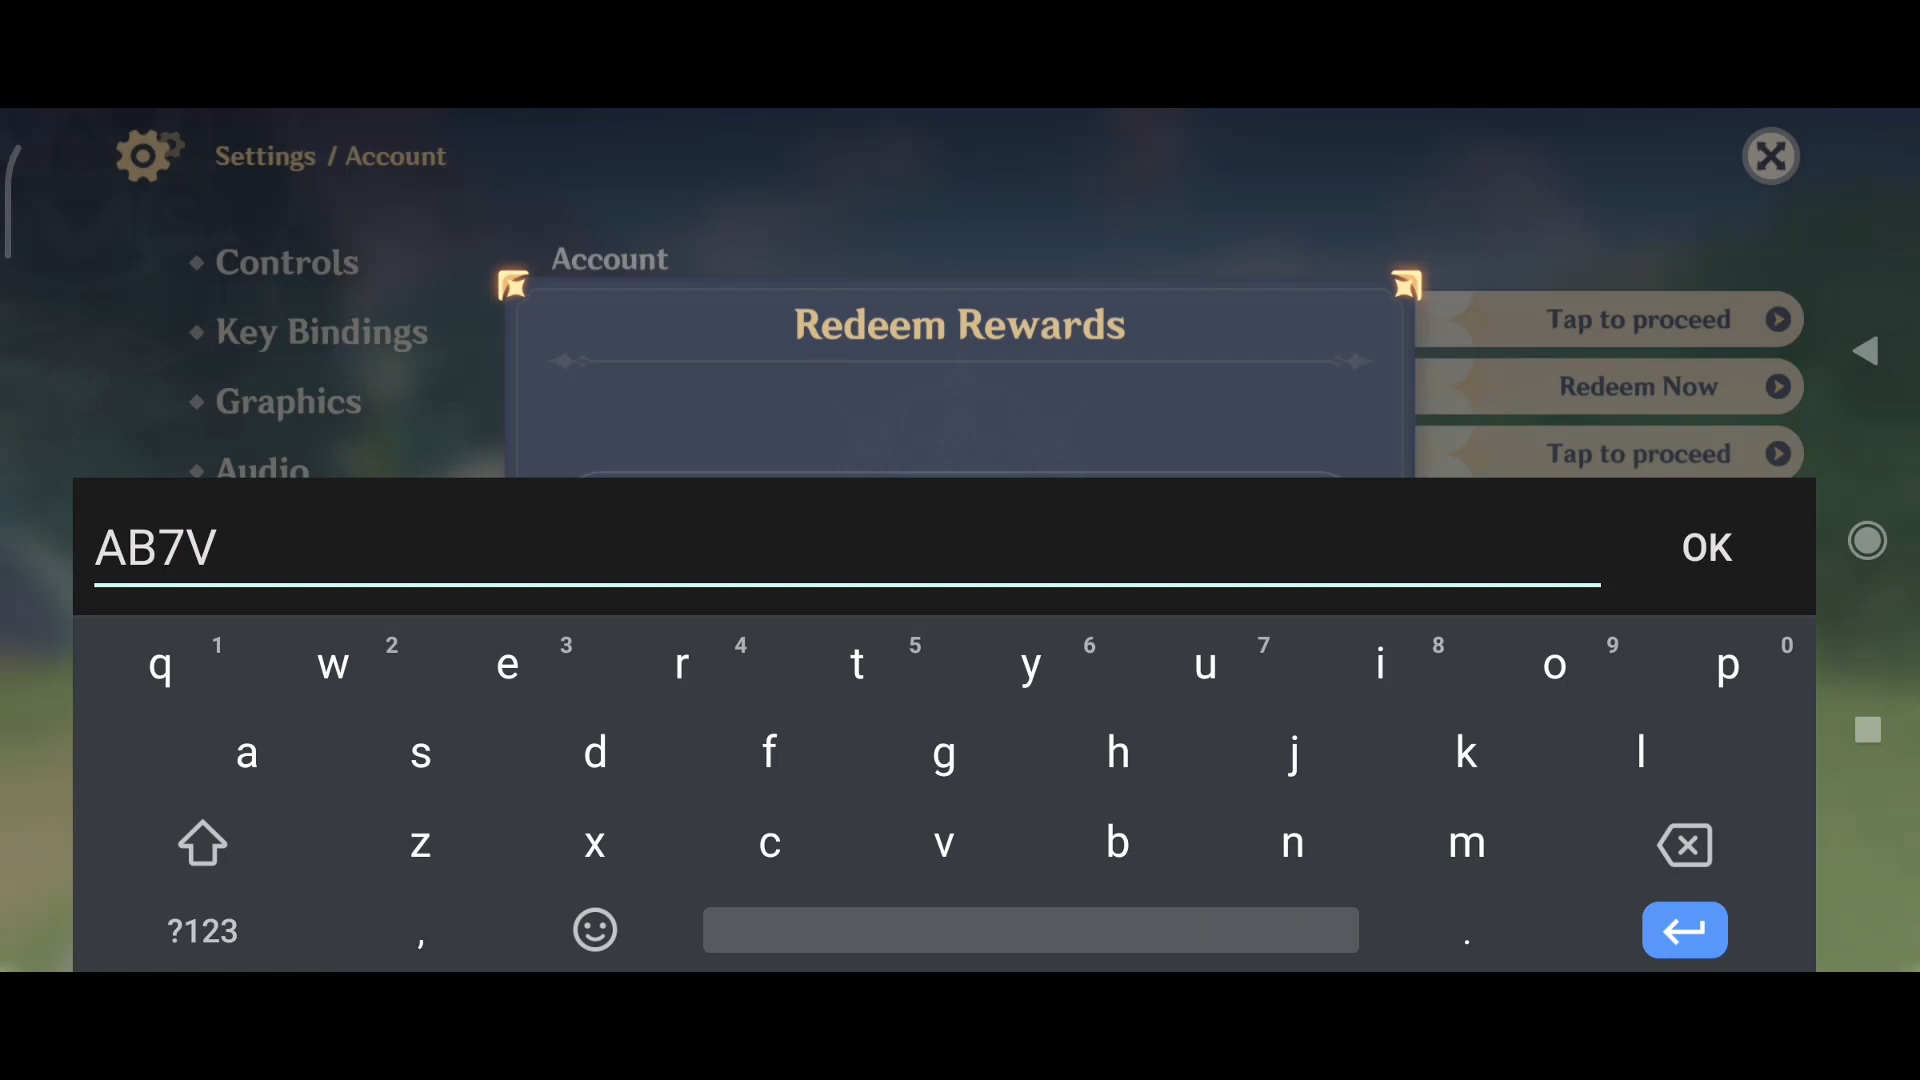 Settings / Account
Controls
Key Bindings
Graphics
Audio
Account
Redeem Rewards
Tap to proceed
Redeem Now
Tap to proceed
AB7V
OK
q 1 w 2 e 3 r 4 t 5 y 6 u 7 i 8 o 9 p 0
a s d f g h j k l
z x c v b n m
?123 , .